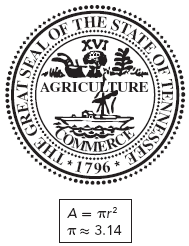 THE GREAT SEAL OF THE STATE OF TENNESSEE
XVI
AGRICULTURE
COMMERCE
* 1796 *
A = πr²
π ≈ 3.14